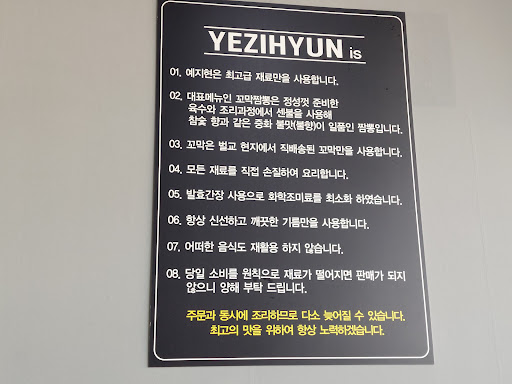 YEZIHYUN is
01. 예지현은 최고급 재료만을 사용합니다.
02. 대표메뉴인 꼬막짬뽕은 정성껏 준비한
육수와 조리과정에서 센불을 사용해
참숯 향과 같은 중화 불맛(불향)이 일품인 짬뽕입니다.
03. 꼬막은 벌교 현지에서 직배송된 꼬막만을 사용합니다.
04. 모든 재료를 직접 손질하여 요리합니다.
05. 발효간장 사용으로 화학조미료를 최소화 하였습니다.
06. 항상 신선하고 깨끗한 기름만을 사용합니다.
07. 어떠한 음식도 재활용 하지 않습니다.
08. 당일 소비를 원칙으로 재료가 떨어지면 판매가 되지
않으니 양해 부탁 드립니다.
주문과 동시에 조리하므로 다소 늦어질 수 있습니다.
최고의 맛을 위하여 항상 노력하겠습니다.